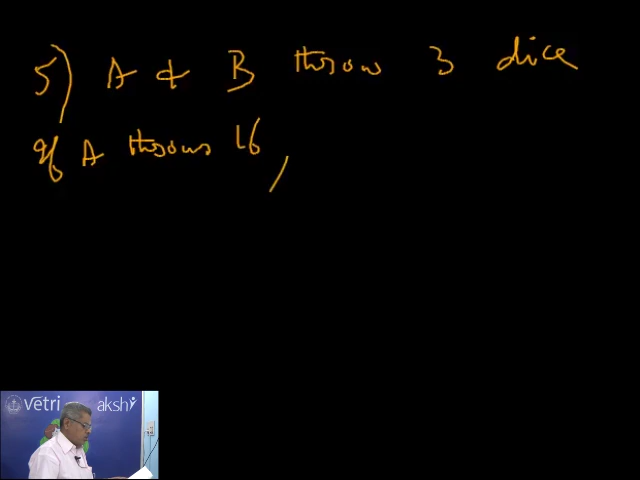 5) A & B throw 3 dice
If A throws 16,
Vetri
akshi